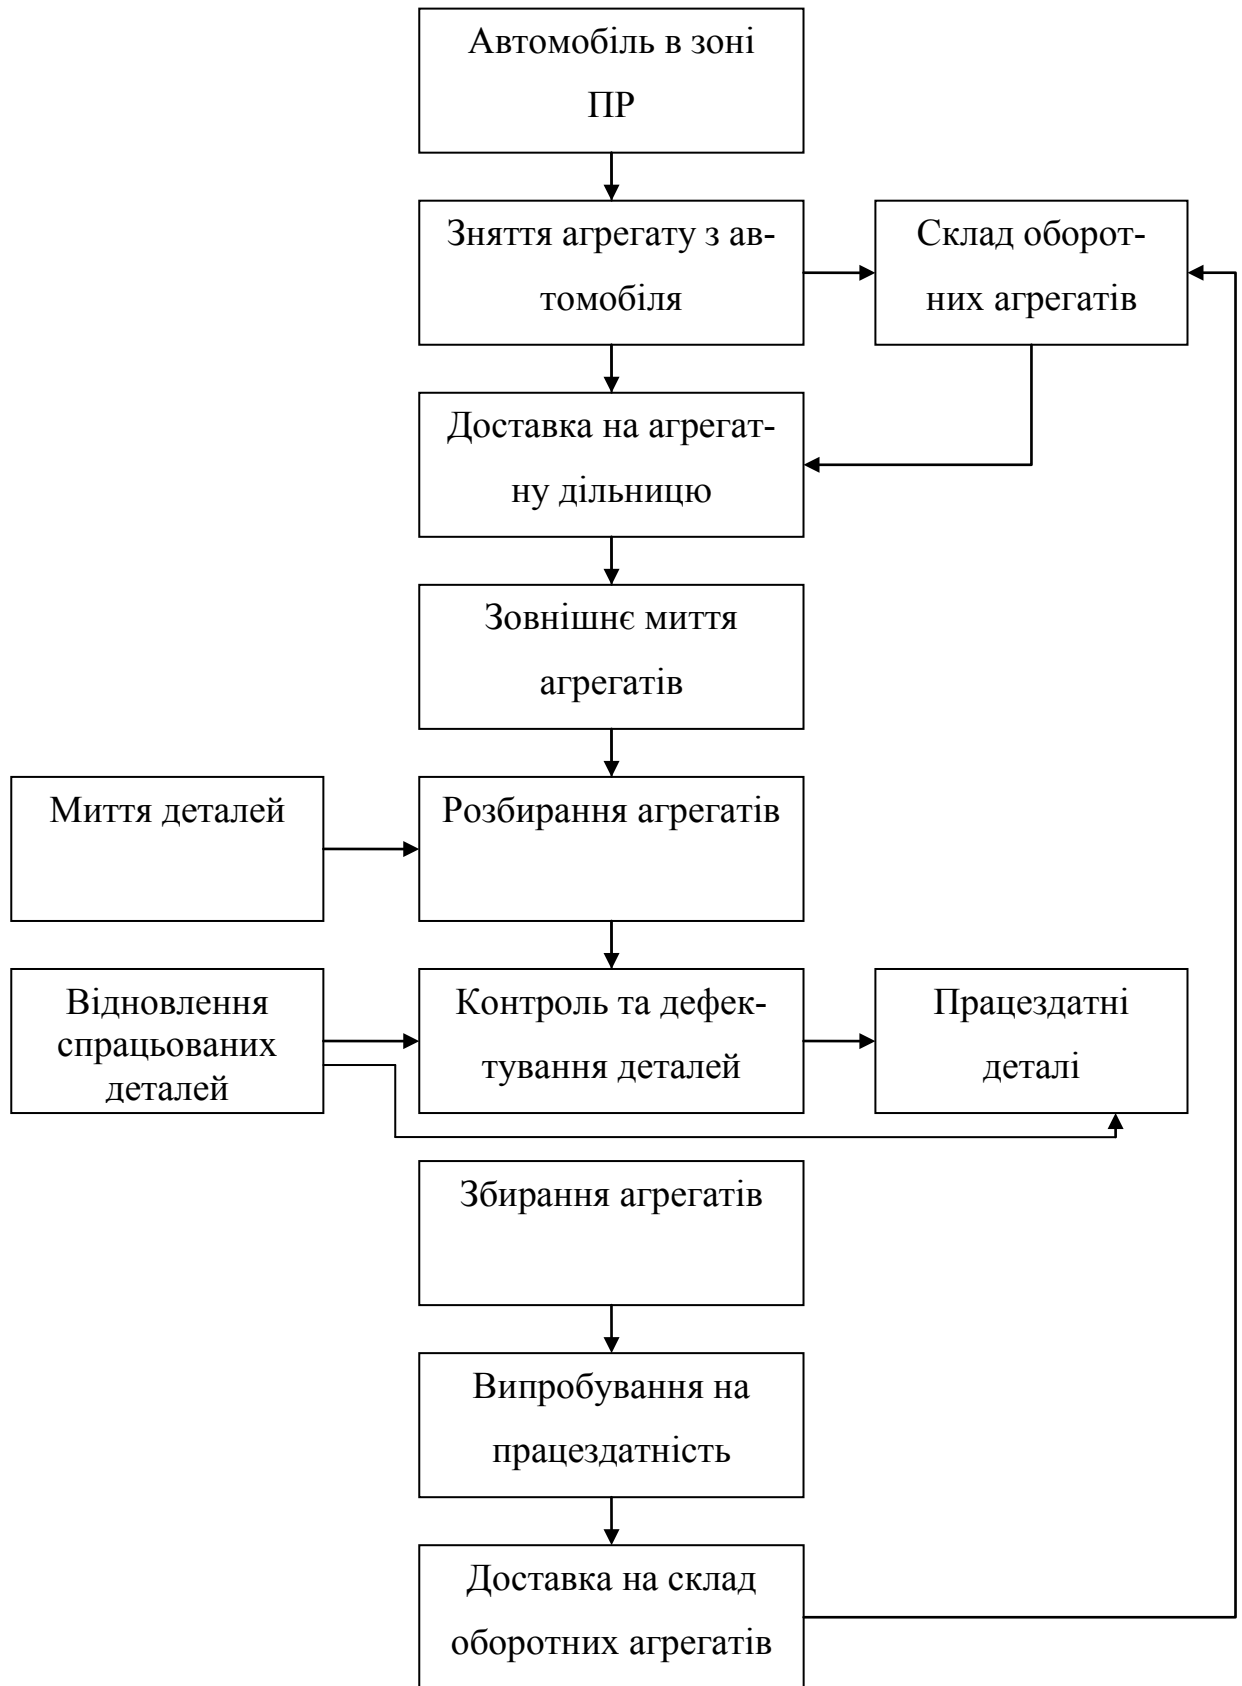 Автомобіль в зоні
ПР
Зняття агрегату з ав-
томобіля
Склад оборот-
них агрегатів
Доставка на агрегат-
ну дільницю
Зовнішнє миття
агрегатів
Миття деталей
Розбирання агрегатів
Відновлення
спрацьованих
деталей
Контроль та дефек-
тування деталей
Працездатні
деталі
Збирання агрегатів
Випробування на
працездатність
Доставка на склад
оборотних агрегатів